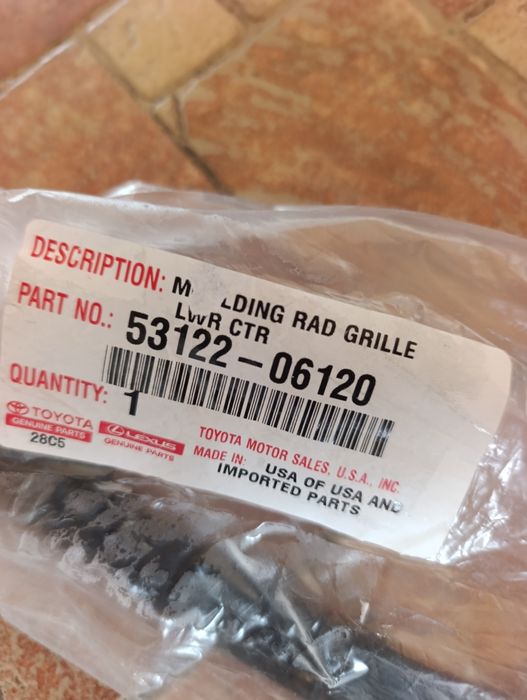 DESCRIPTION: M LDING RAD GRILLE
LWR CTR
PART NO.: 53122-06120
QUANTITY: 1
TOYOTA
GENUINE PARTS
28C5
LEXUS
GENUINE PARTS
TOYOTA MOTOR SALES, U.S.A., INC.
MADE IN: USA OF USA AND
IMPORTED PARTS